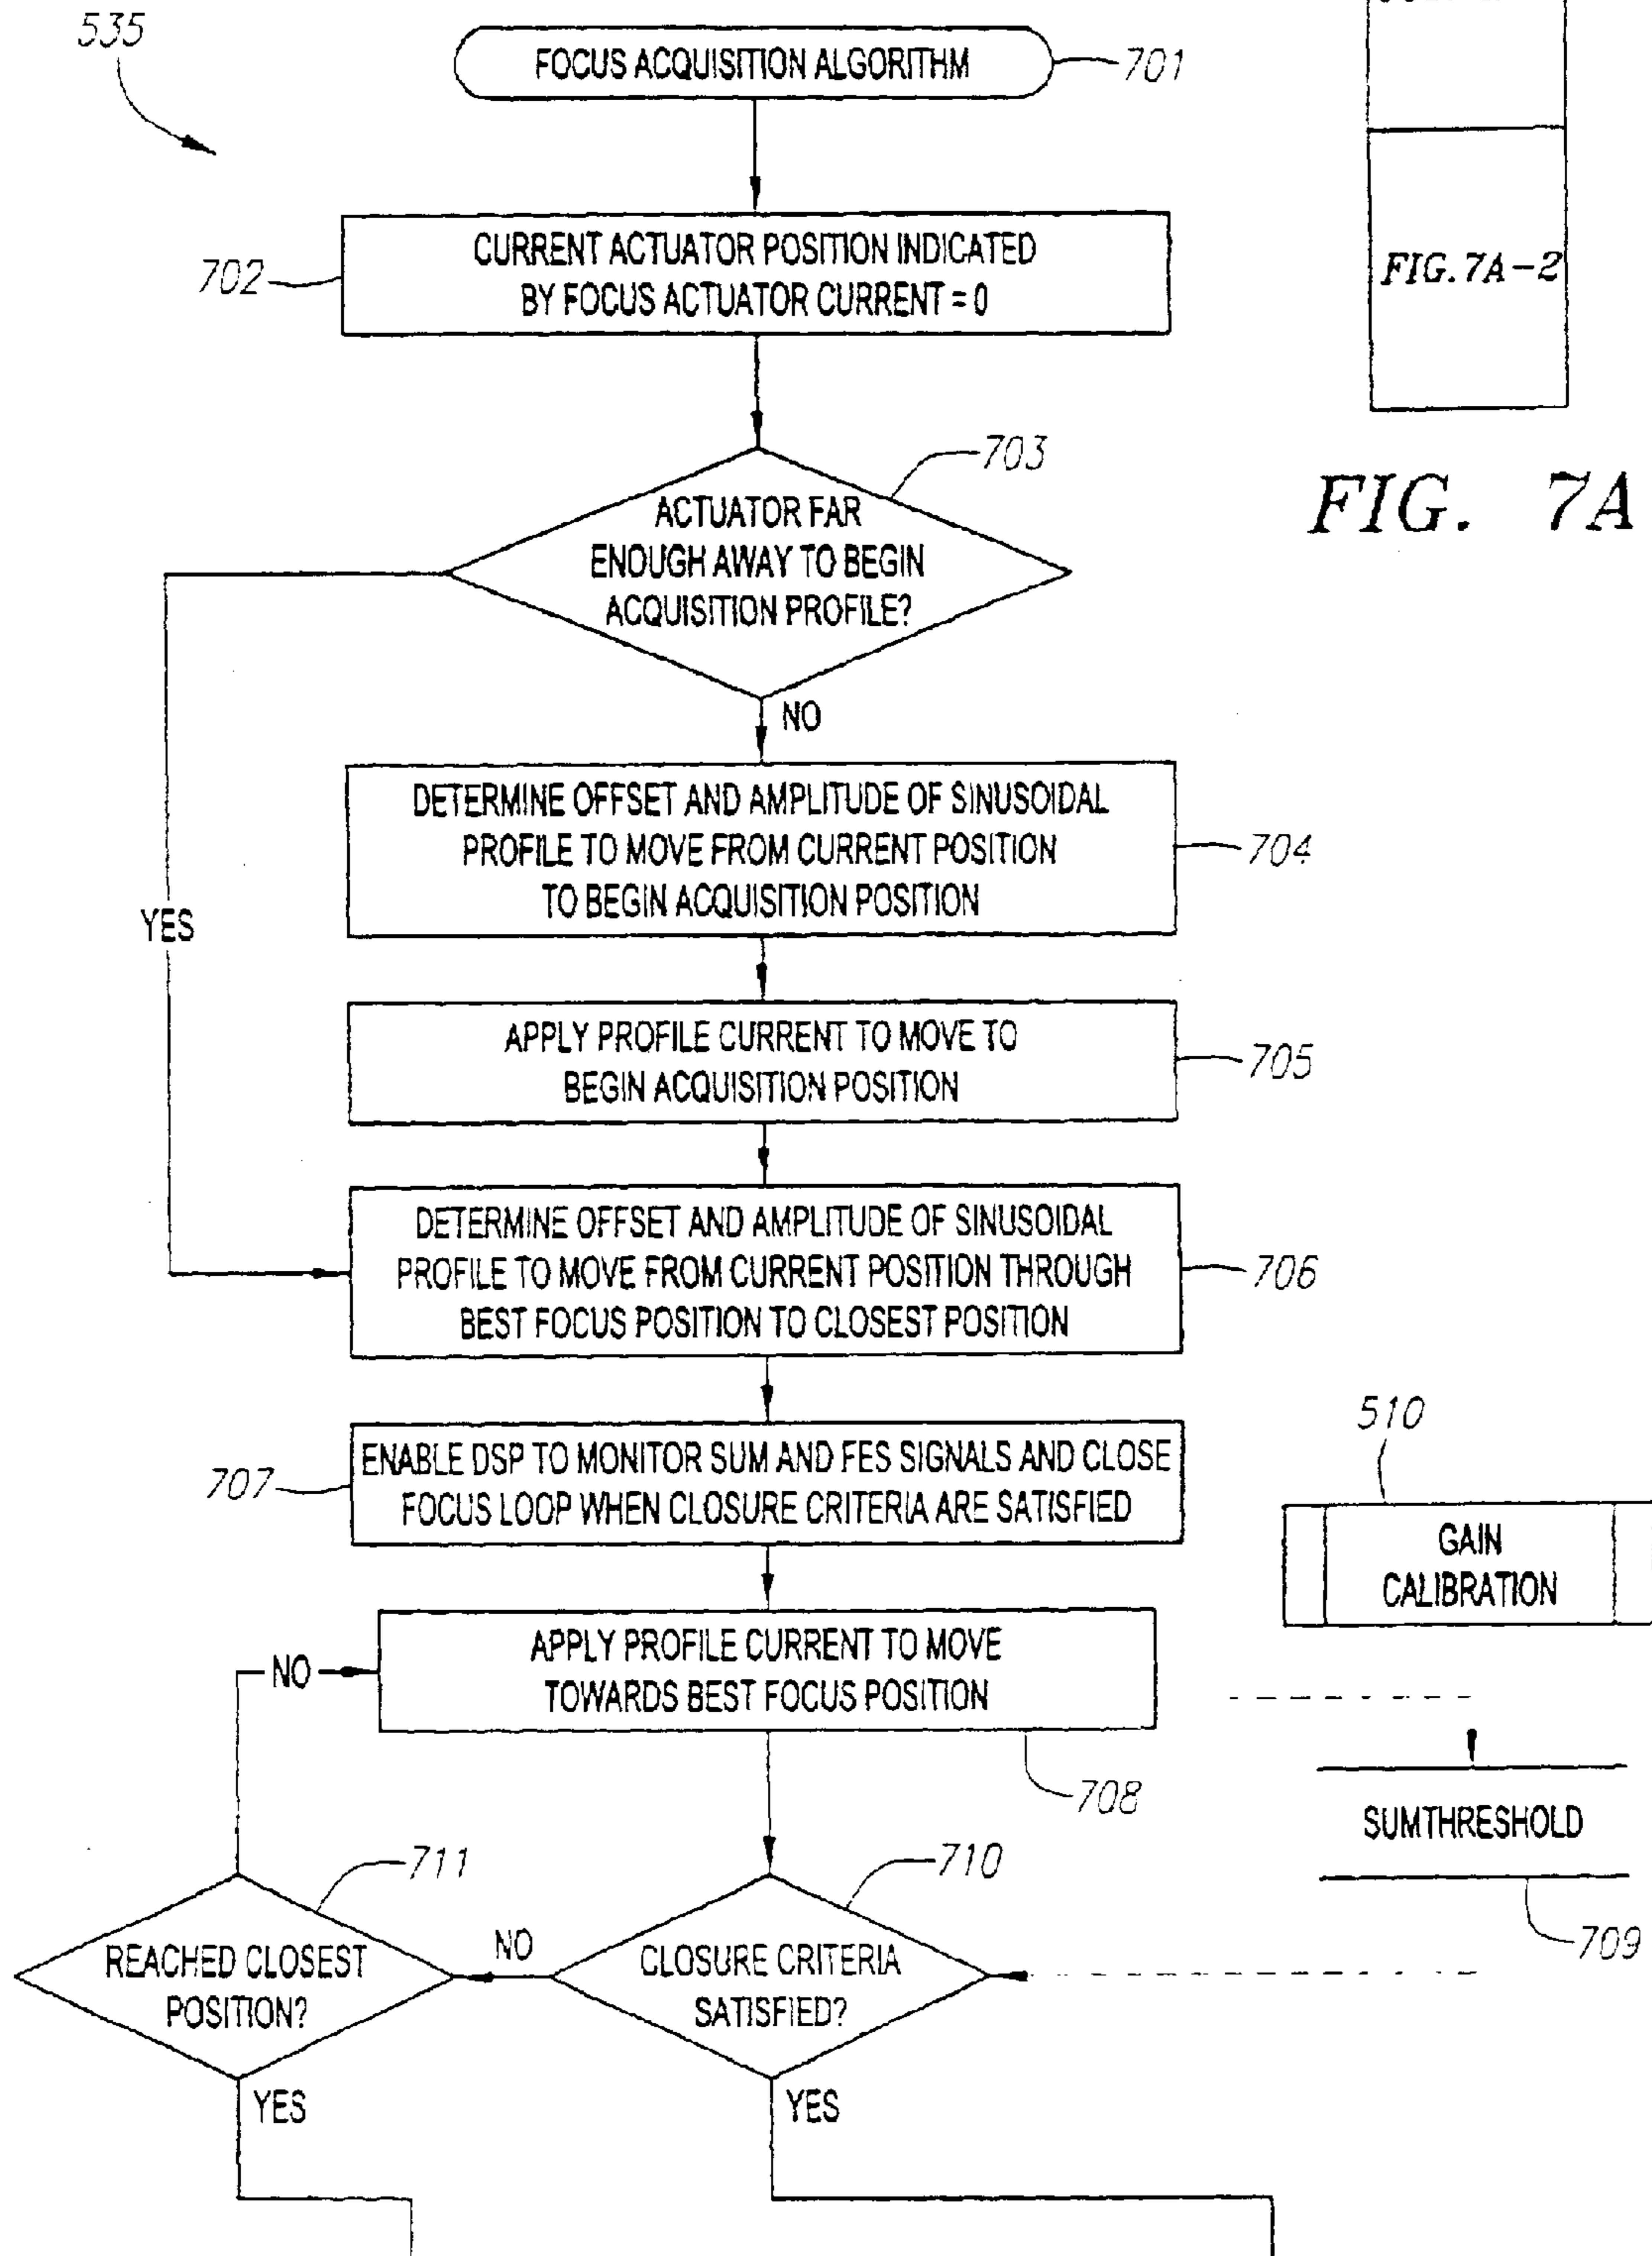 535
FOCUS ACQUISITION ALGORITHM
701
702
CURRENT ACTUATOR POSITION INDICATED
BY FOCUS ACTUATOR CURRENT = 0
FIG. 7A-2
FIG. 7A
703
ACTUATOR FAR
ENOUGH AWAY TO BEGIN
ACQUISITION PROFILE?
NO
YES
DETERMINE OFFSET AND AMPLITUDE OF SINUSOIDAL
PROFILE TO MOVE FROM CURRENT POSITION
TO BEGIN ACQUISITION POSITION
704
APPLY PROFILE CURRENT TO MOVE TO
BEGIN ACQUISITION POSITION
705
DETERMINE OFFSET AND AMPLITUDE OF SINUSOIDAL
PROFILE TO MOVE FROM CURRENT POSITION THROUGH
BEST FOCUS POSITION TO CLOSEST POSITION
706
707
ENABLE DSP TO MONITOR SUM AND FES SIGNALS AND CLOSE
FOCUS LOOP WHEN CLOSURE CRITERIA ARE SATISFIED
510
GAIN
CALIBRATION
NO
APPLY PROFILE CURRENT TO MOVE
TOWARDS BEST FOCUS POSITION
708
SUMTHRESHOLD
709
711
REACHED CLOSEST
POSITION?
NO
710
CLOSURE CRITERIA
SATISFIED?
YES
YES